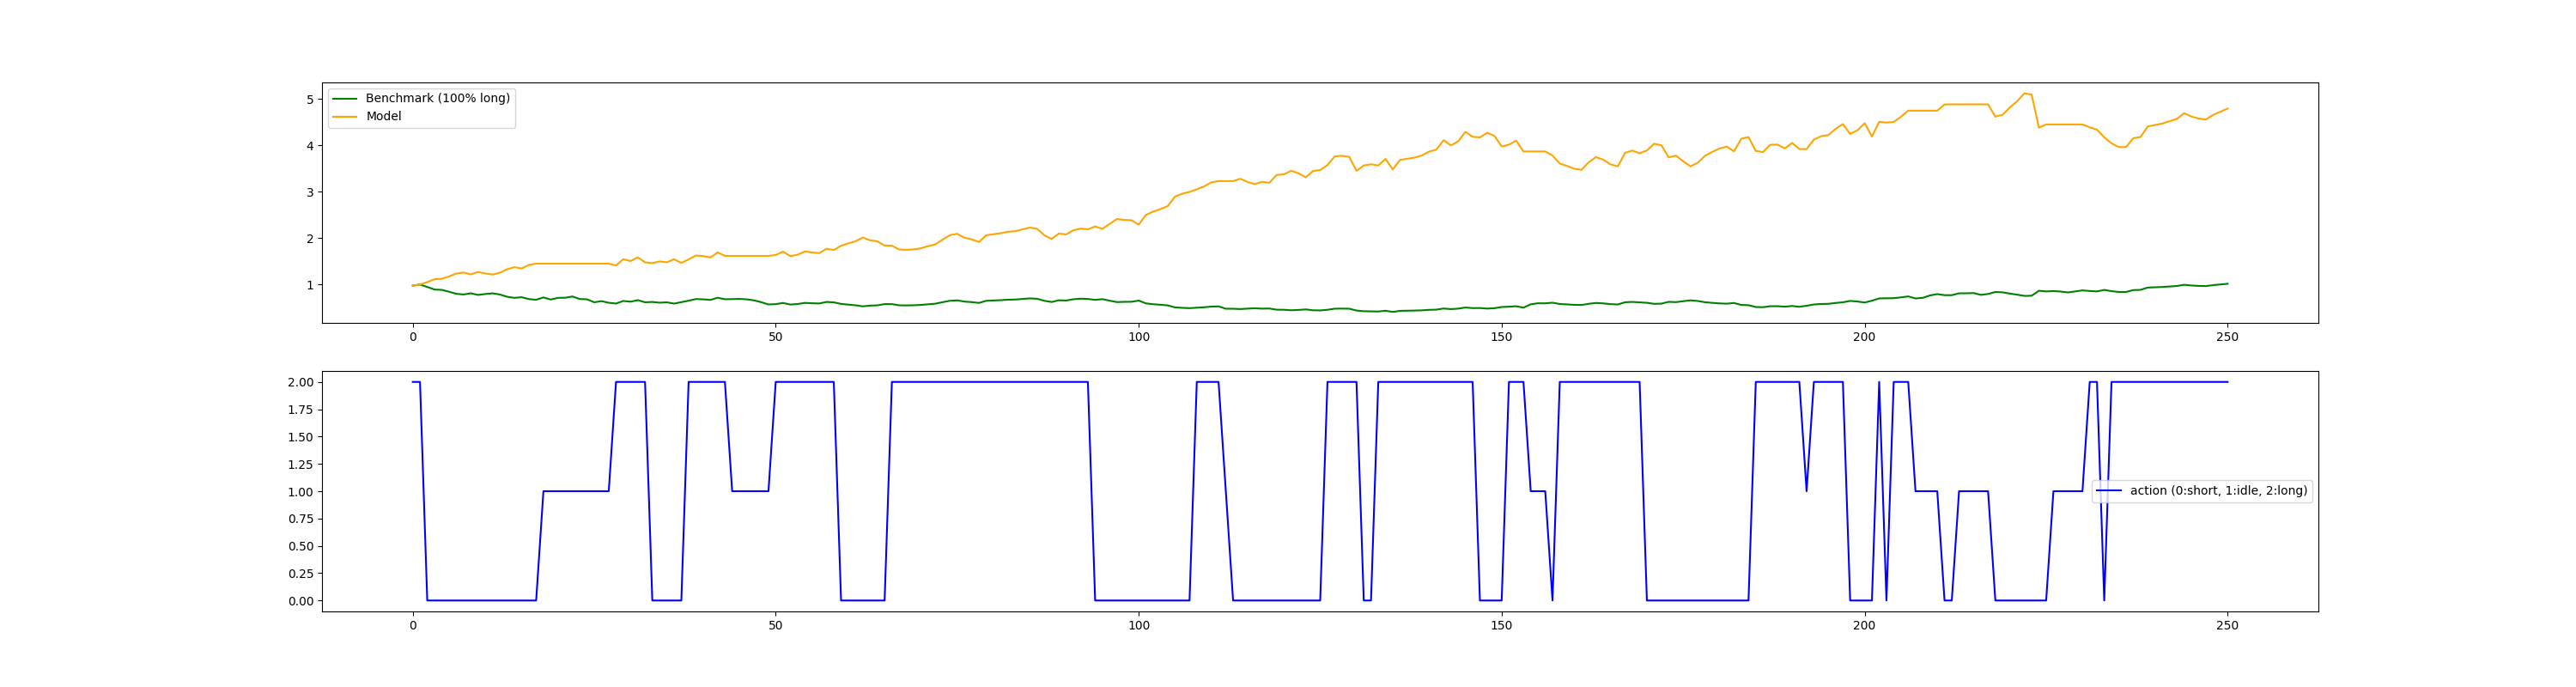 5
4
3
2
1
Benchmark (100% long)
Model
0 50 100 150 200 250
2.00
1.75
1.50
1.25
1.00
0.75
0.50
0.25
0.00
action (0:short, 1:idle, 2:long)
0 50 100 150 200 250